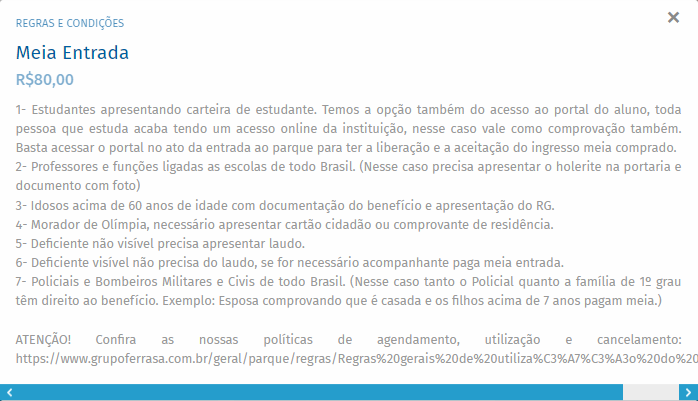 REGRAS E CONDIÇÕES
Meia Entrada
R$80,00
1- Estudantes apresentando carteira de estudante. Temos a opção também do acesso ao portal do aluno, toda
pessoa que estuda acaba tendo um acesso online da instituição, nesse caso vale como comprovação também.
Basta acessar o portal no ato da entrada ao parque para ter a liberação e a aceitação do ingresso meia comprado.
2- Professores e funções ligadas as escolas de todo Brasil. (Nesse caso precisa apresentar o holerite na portaria e
documento com foto)
3- Idosos acima de 60 anos de idade com documentação do benefício e apresentação do RG.
4- Morador de Olímpia, necessário apresentar cartão cidadão ou comprovante de residência.
5- Deficiente não visível precisa apresentar laudo.
6- Deficiente visível não precisa do laudo, se for necessário acompanhante paga meia entrada.
7- Policiais e Bombeiros Militares e Civis de todo Brasil. (Nesse caso tanto o Policial quanto a família de 1º grau
têm direito ao benefício. Exemplo: Esposa comprovando que é casada e os filhos acima de 7 anos pagam meia.)
ATENÇÃO! Confira as nossas políticas de agendamento, utilização e cancelamento:
https://www.grupoferrasa.com.br/geral/parque/regras/Regras%20gerais%20de%20utiliza%C3%A7%C3%A3o%20do%20